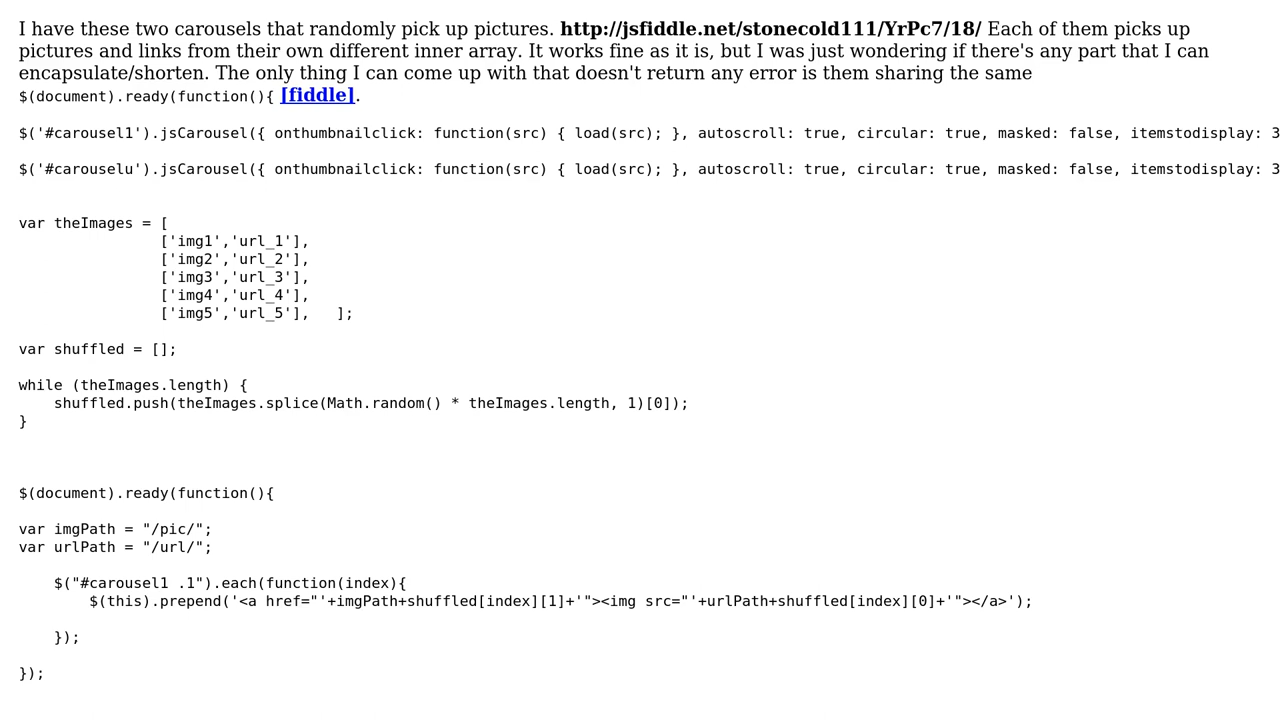 I have these two carousels that randomly pick up pictures. http://jsfiddle.net/stonecold111/YrPc7/18/ Each of them picks up
pictures and links from their own different inner array. It works fine as it is, but I was just wondering if there's any part that I can
encapsulate/shorten. The only thing I can come up with that doesn't return any error is them sharing the same
$(document).ready(function(){ [fiddle].
$('#carousel1').jsCarousel({ onthumbnailclick: function(src) { load(src); }, autoscroll: true, circular: true, masked: false, itemstodisplay: 3
$('#carouselu').jsCarousel({ onthumbnailclick: function(src) { load(src); }, autoscroll: true, circular: true, masked: false, itemstodisplay: 3
var theImages = [
['img1','url_1'],
['img2','url_2'],
['img3','url_3'],
['img4','url_4'],
['img5','url_5'],   ];
var shuffled = [];
while (theImages.length) {
shuffled.push(theImages.splice(Math.random() * theImages.length, 1)[0]);
}
$(document).ready(function(){
var imgPath = "/pic/";
var urlPath = "/url/";
$("#carousel1 .1").each(function(index){
$(this).prepend('<a href="'+imgPath+shuffled[index][1]+'"><img src="'+urlPath+shuffled[index][0]+'"></a>');
});
});